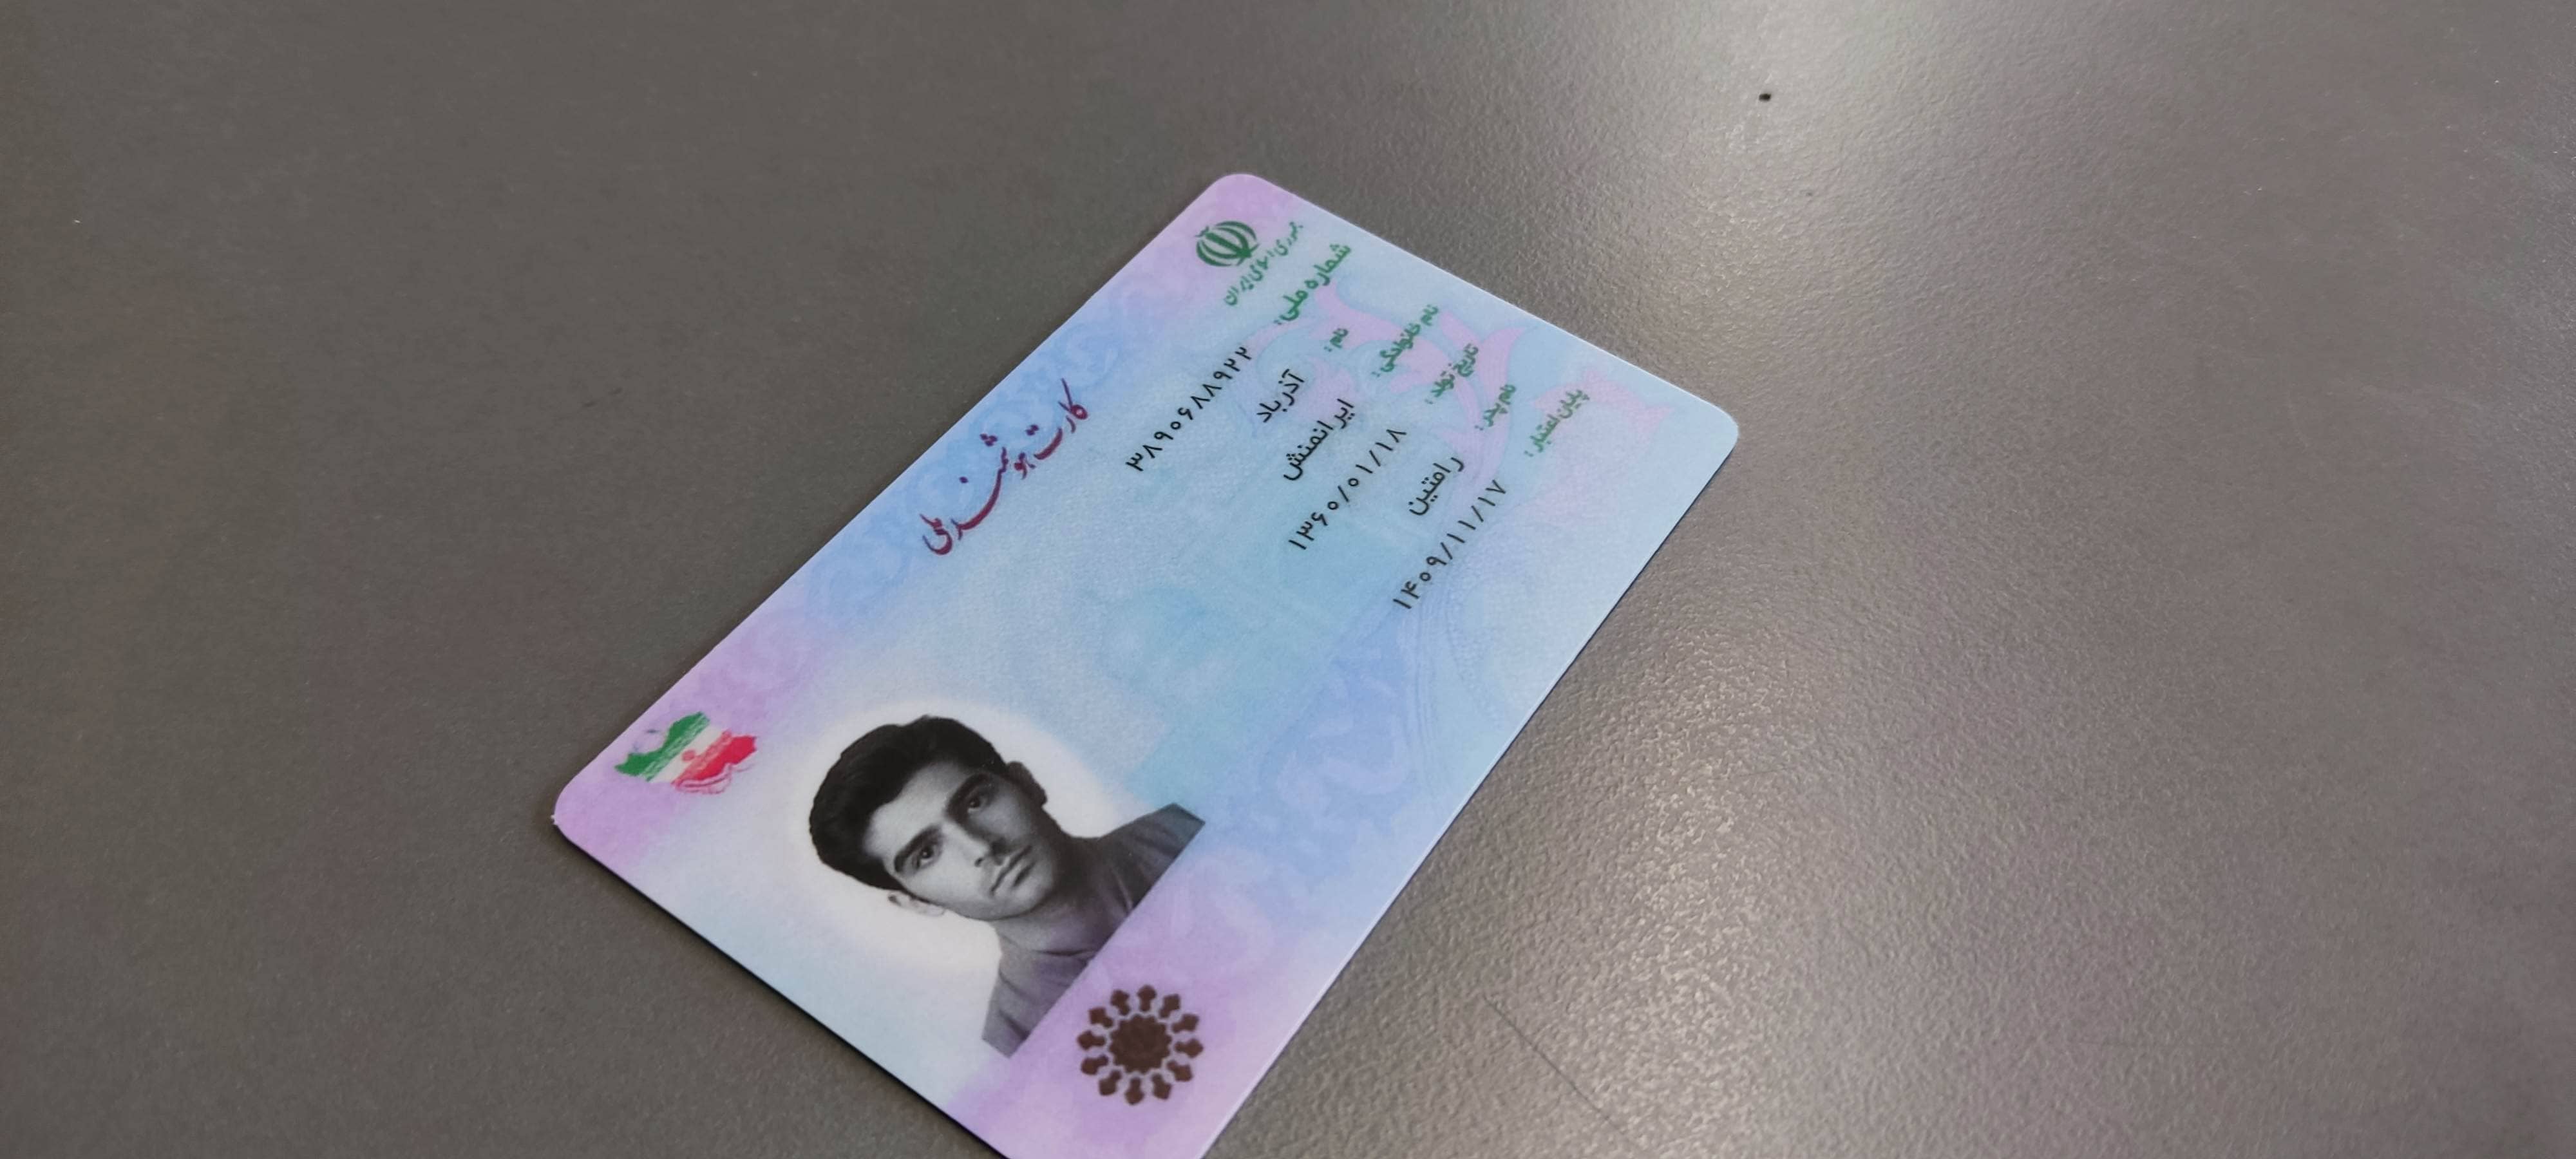 جمهوری اسلامی ایران
کارت هوشمند ملی
شماره ملی: ۳۸۹۰۶۸۸۹۲۲
نام: آذرباد
نام خانوادگی: ایرانمنش
تاریخ تولد: ۱۳۶۰/۰۱/۱۸
نام پدر: رامتین
پایان اعتبار: ۱۴۰۹/۱۱/۱۷